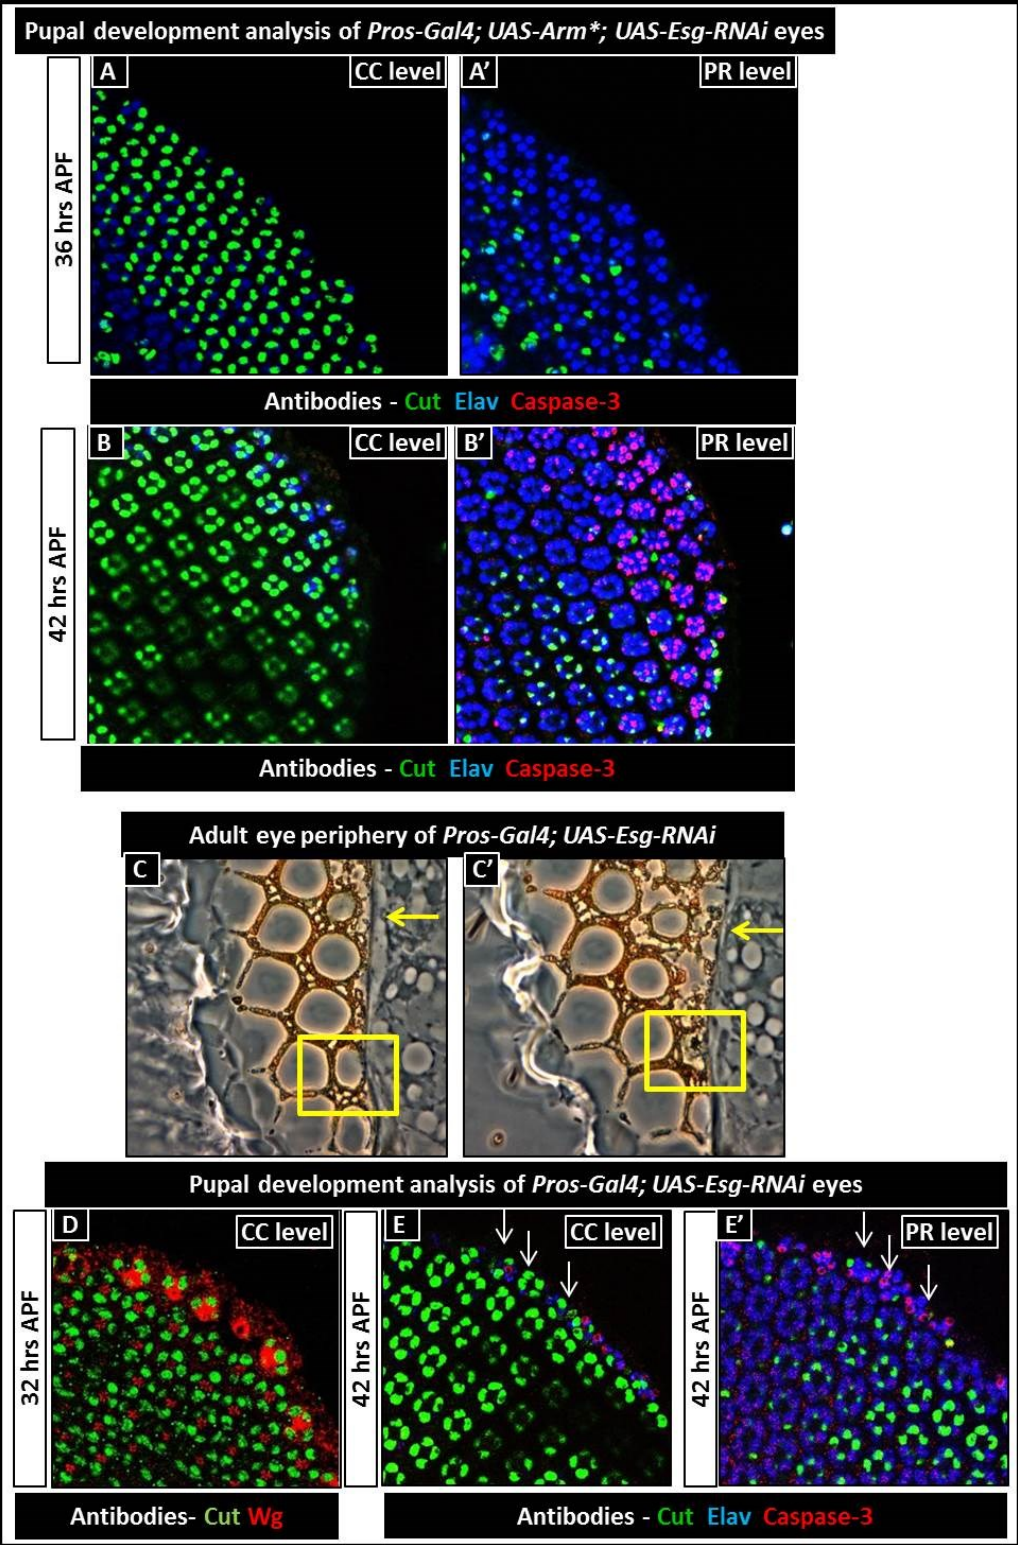 Pupal development analysis of Pros-Gal4; UAS-Arm*; UAS-Esg-RNAi eyes
A CC level A’ PR level
36 hrs APF
Antibodies - Cut Elav Caspase-3
B CC level B’ PR level
42 hrs APF
Antibodies - Cut Elav Caspase-3
Adult eye periphery of Pros-Gal4; UAS-Esg-RNAi
C C’
Pupal development analysis of Pros-Gal4; UAS-Esg-RNAi eyes
D CC level E CC level E’ PR level
32 hrs APF
42 hrs APF
42 hrs APF
Antibodies- Cut Wg
Antibodies - Cut Elav Caspase-3